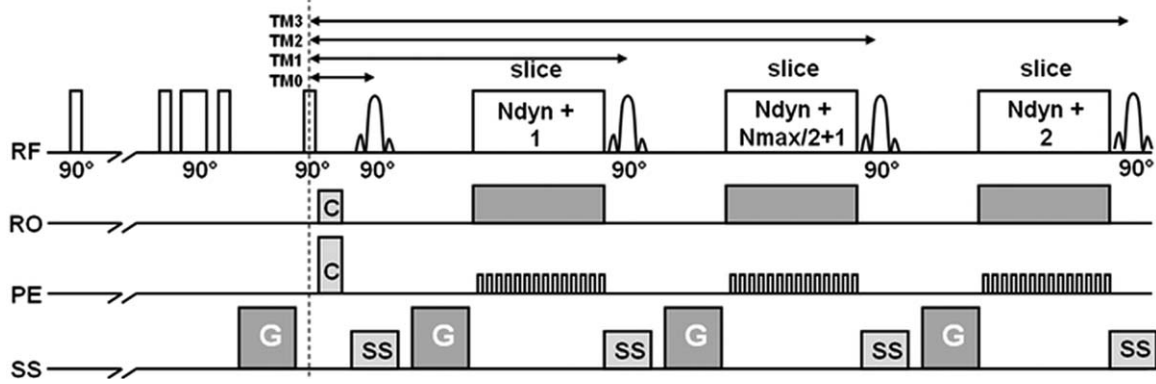 TM3
TM2
TM1
TM0
slice slice slice
Ndyn + 1 Ndyn + Nmax/2+1 Ndyn + 2
RF
90° 90° 90° 90° 90° 90° 90°
RO C
PE C
G G G G
SS SS SS SS SS